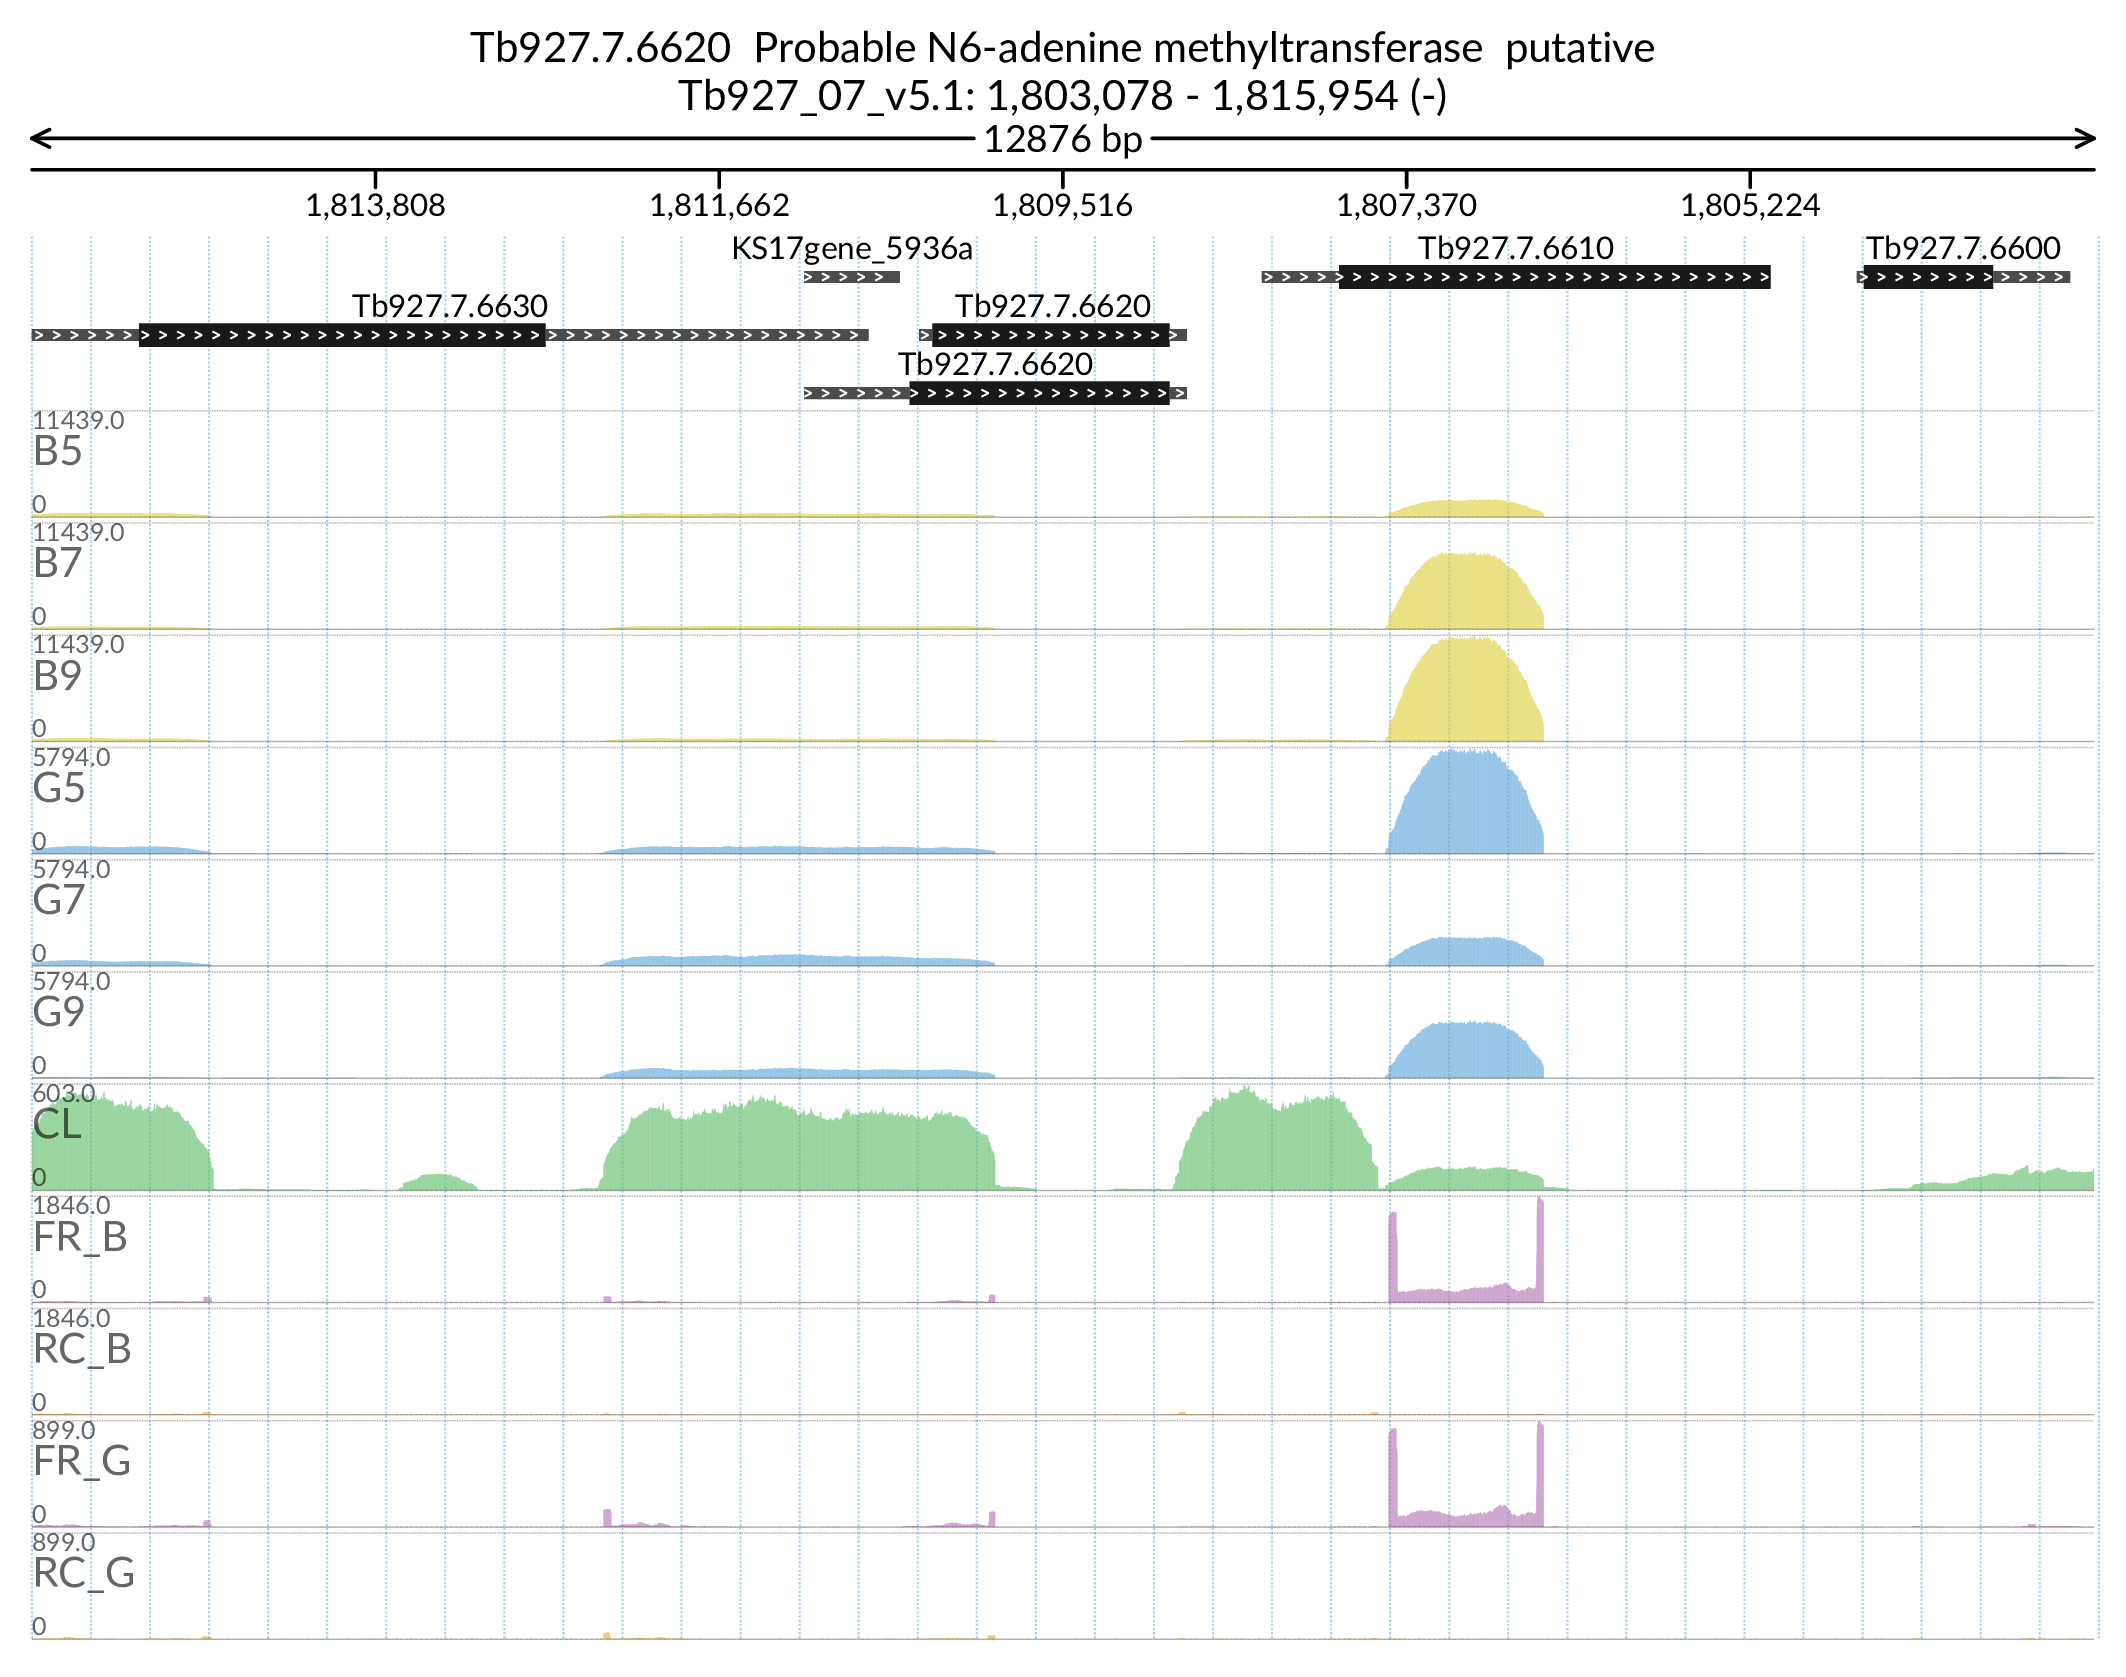 Tb927.7.6620  Probable N6-adenine methyltransferase  putative
Tb927_07_v5.1: 1,803,078 - 1,815,954 (-)
12876 bp
1,813,808 1,811,662 1,809,516 1,807,370 1,805,224
KS17gene_5936a Tb927.7.6610 Tb927.7.6600
Tb927.7.6630 Tb927.7.6620
Tb927.7.6620
11439.0
B5
0
11439.0
B7
0
11439.0
B9
0
5794.0
G5
0
5794.0
G7
0
5794.0
G9
0
603.0
CL
0
1846.0
FR_B
0
1846.0
RC_B
0
899.0
FR_G
0
899.0
RC_G
0